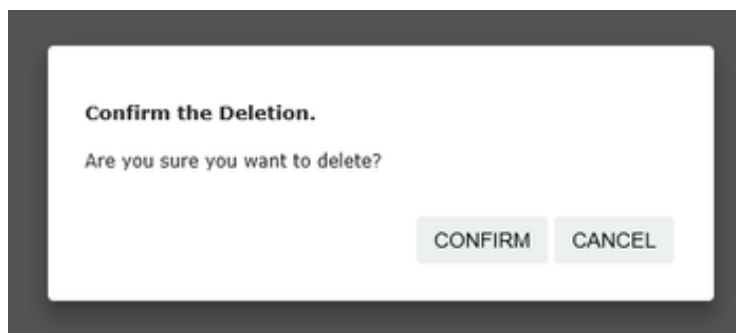 Confirm the Deletion.
Are you sure you want to delete?
CONFIRM CANCEL